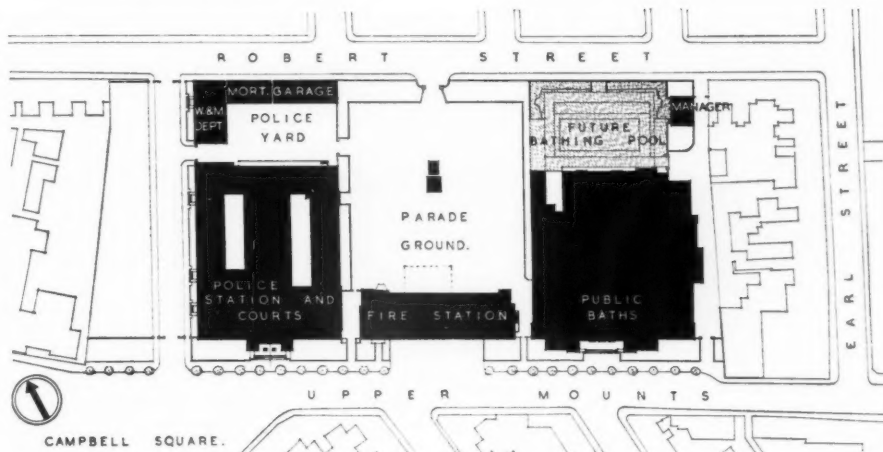 ROBERT STREET
MORT. GARAGE
W.&M. DEPT.
POLICE
YARD
MANAGER
FUTURE
BATHING POOL
EARL STREET
PARADE
GROUND.
POLICE
STATION AND
COURTS
FIRE STATION
PUBLIC
BATHS
UPPER MOUNTS
CAMPBELL SQUARE.